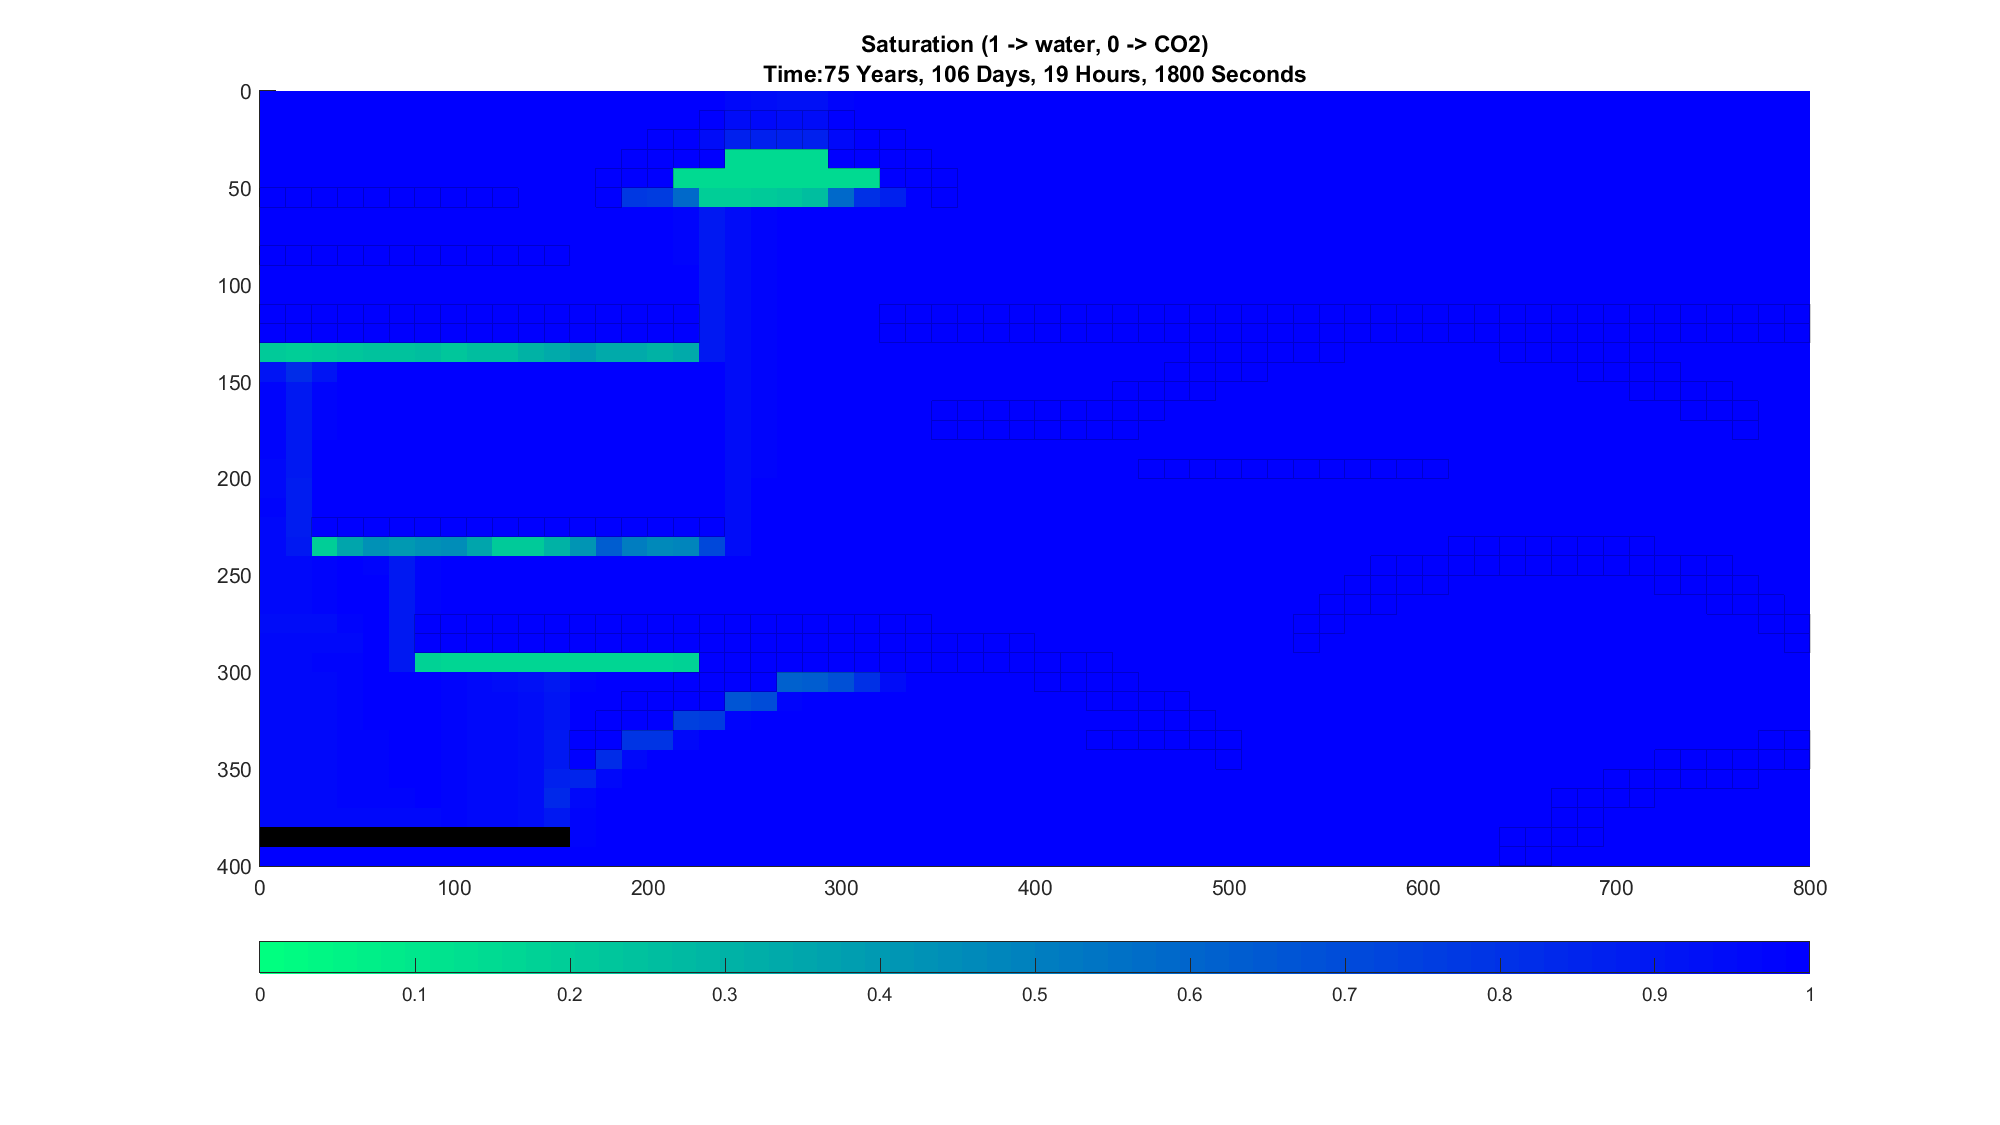 Saturation (1 -> water, 0 -> CO2)
Time:75 Years, 106 Days, 19 Hours, 1800 Seconds
0
50
100
150
200
250
300
350
400
0 100 200 300 400 500 600 700 800
0 0.1 0.2 0.3 0.4 0.5 0.6 0.7 0.8 0.9 1